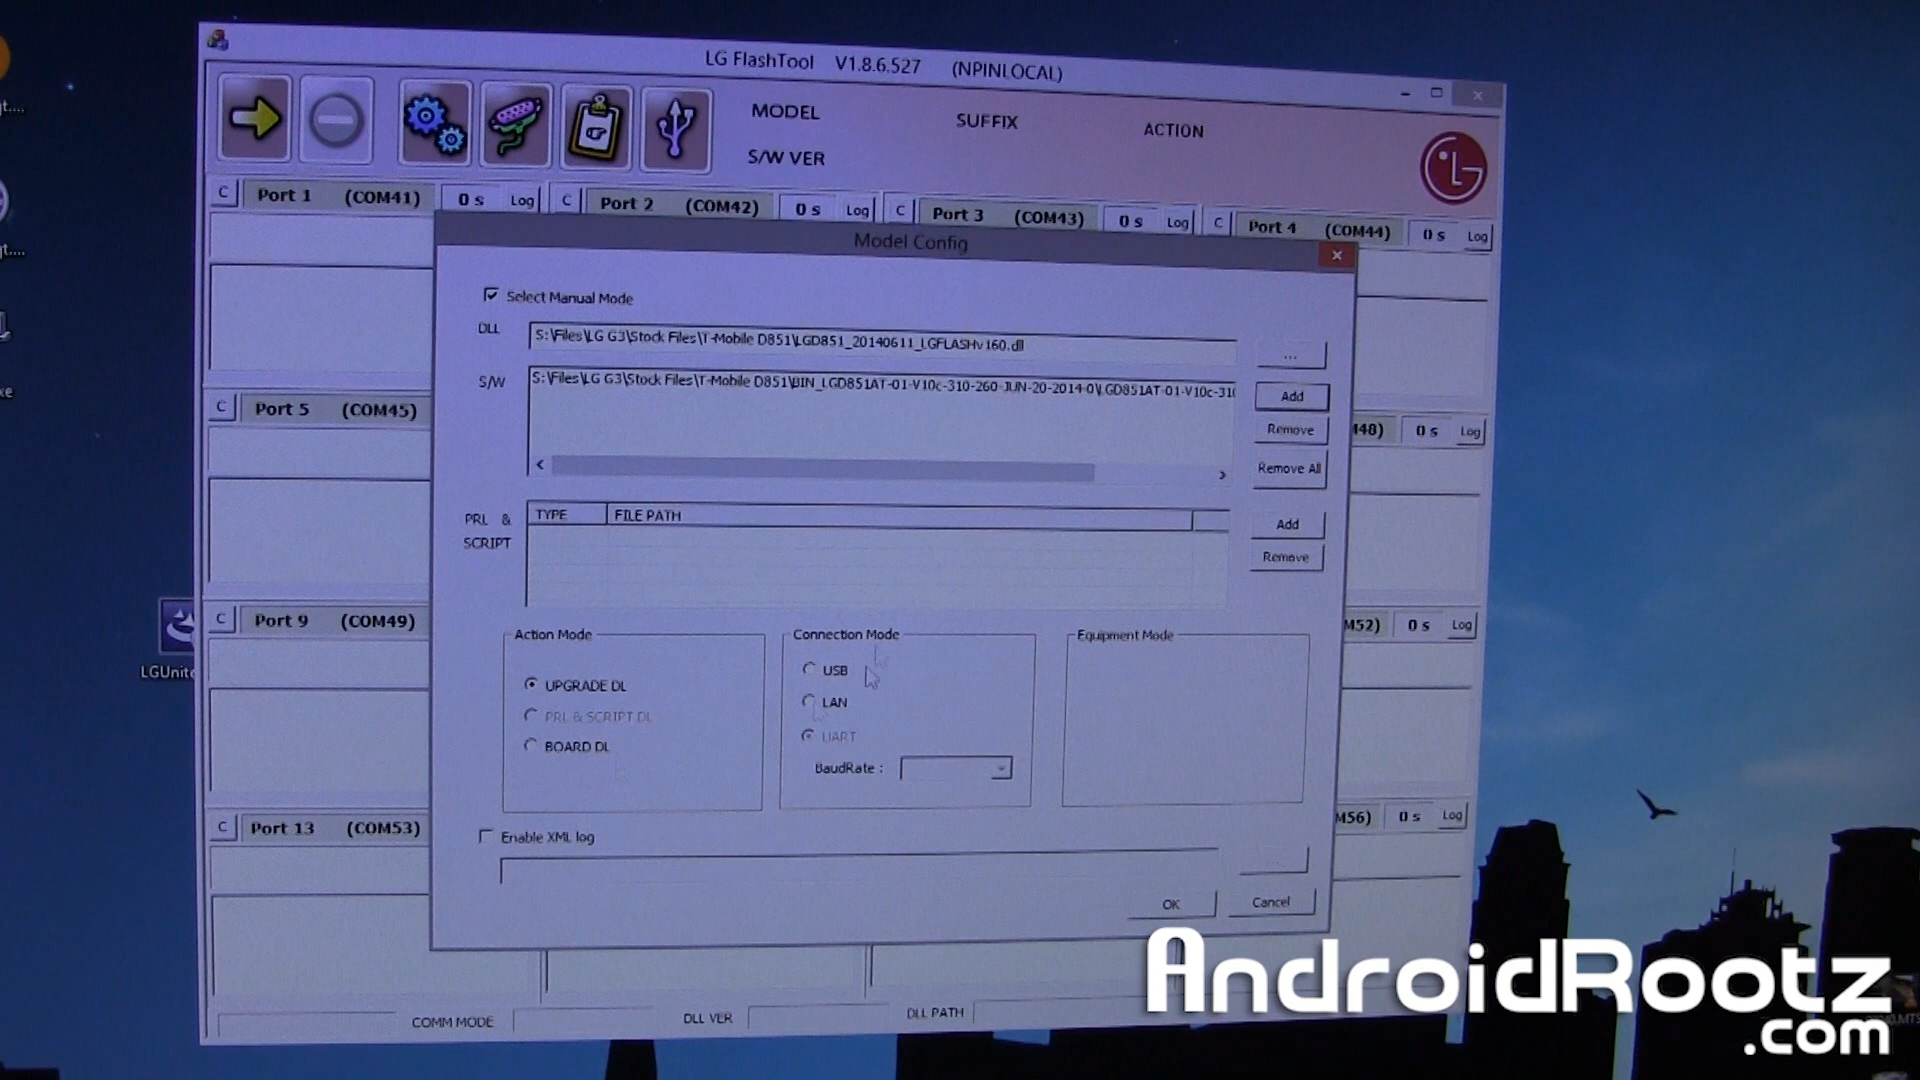 LG FlashTool V1.8.6.527 (NPINLOCAL)
MODEL
SUFFIX
ACTION
S/W VER
LG
C Port 1 (COM41) 0 s Log
C Port 2 (COM42) 0 s Log
C Port 3 (COM43) 0 s Log
C Port 4 (COM44) 0 s Log
Model Config
Select Manual Mode
DLL S:\Files\LG G3\Stock Files\T-Mobile D851\LGD851_20140611_LGFLASHv160.dll ...
S/W S:\Files\LG G3\Stock Files\T-Mobile D851\BIN_LGD851AT-01-V10c-310-260-JUN-20-2014-0\LGD851AT-01-V10c-31
Add
Remove
Remove All
C Port 5 (COM45)
48) 0 s Log
PRL & SCRIPT
TYPE FILE PATH
Add
Remove
C Port 9 (COM49)
M52) 0 s Log
Action Mode
UPGRADE DL
PRL & SCRIPT DL
BOARD DL
Connection Mode
USB
LAN
UART
BaudRate :
Equipment Mode
C Port 13 (COM53)
M56) 0 s Log
Enable XML log
OK
Cancel
COMM MODE
DLL VER
DLL PATH
LGUnite
AndroidRootz
.com